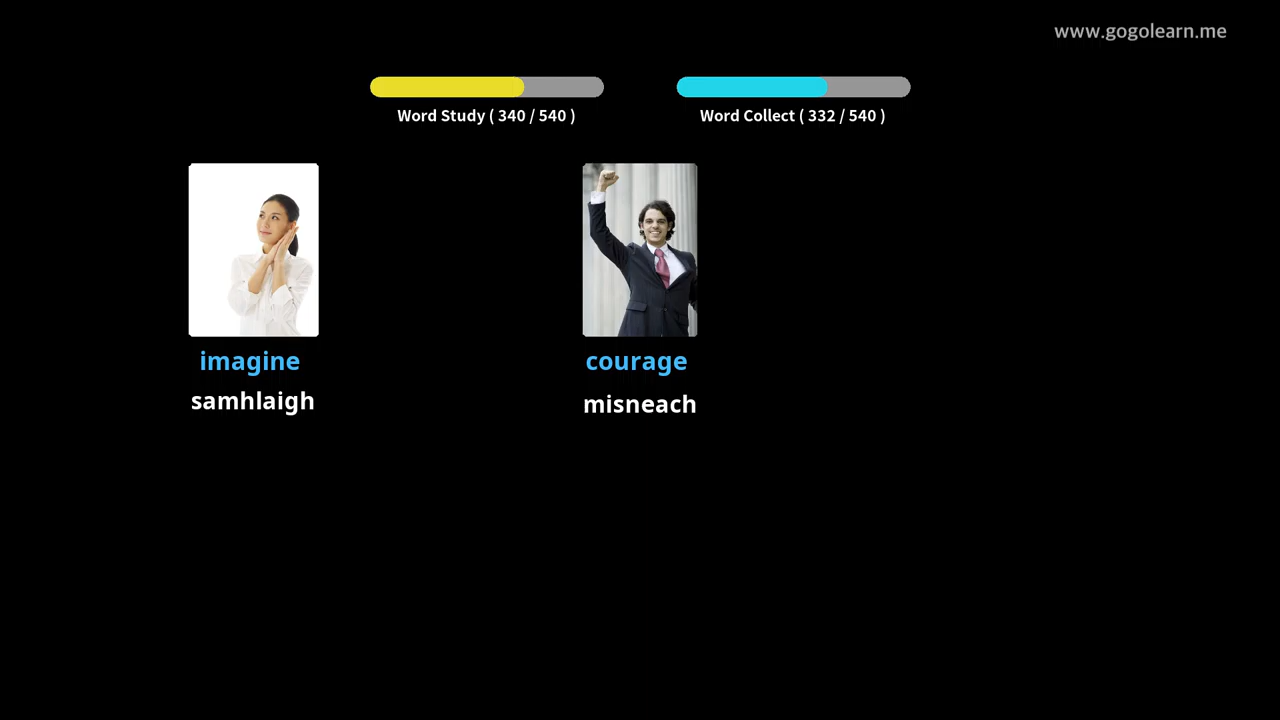 www.gogolearn.me
Word Study ( 340 / 540 )
Word Collect ( 332 / 540 )
imagine
samhlaigh
courage
misneach